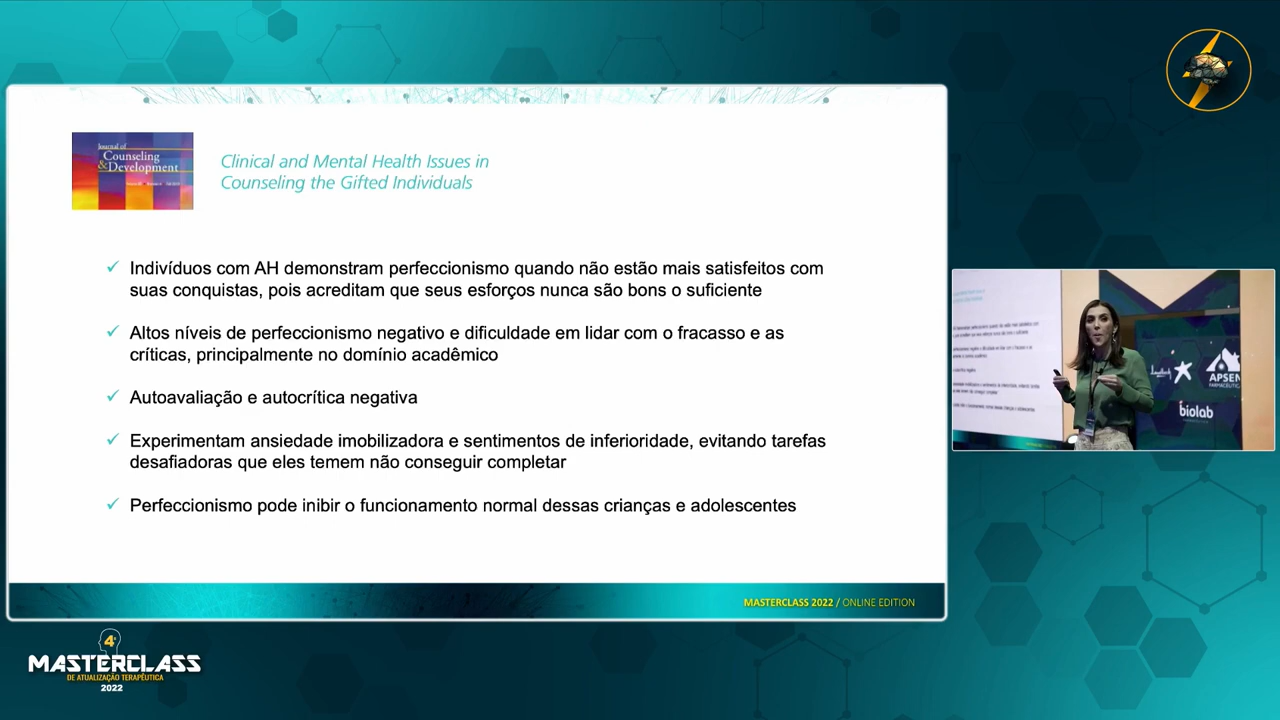 Journal of
Counseling
&Development
Clinical and Mental Health Issues in
Counseling the Gifted Individuals
✓ Indivíduos com AH demonstram perfeccionismo quando não estão mais satisfeitos com
suas conquistas, pois acreditam que seus esforços nunca são bons o suficiente
✓ Altos níveis de perfeccionismo negativo e dificuldade em lidar com o fracasso e as
críticas, principalmente no domínio acadêmico
✓ Autoavaliação e autocrítica negativa
✓ Experimentam ansiedade imobilizadora e sentimentos de inferioridade, evitando tarefas
desafiadoras que eles temem não conseguir completar
✓ Perfeccionismo pode inibir o funcionamento normal dessas crianças e adolescentes
MASTERCLASS 2022 / ONLINE EDITION
APSEN
FARMACÊUTICA
biolab
4ª
MASTERCLASS
DE ATUALIZAÇÃO TERAPÊUTICA
2022